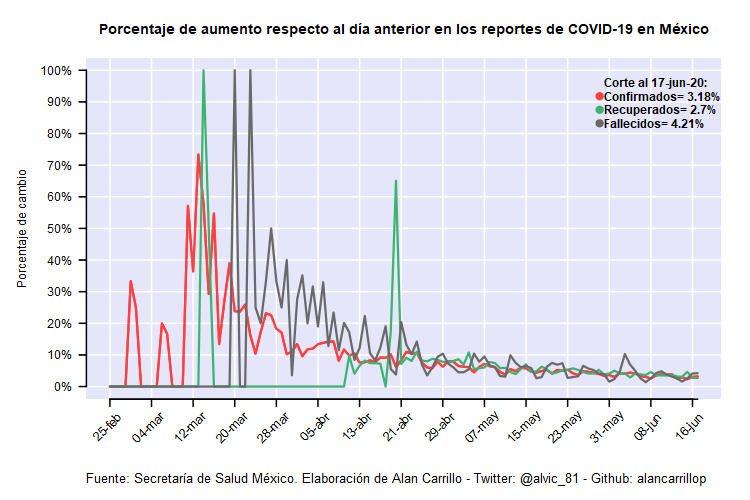 Porcentaje de aumento respecto al día anterior en los reportes de COVID-19 en México
Corte al 17-jun-20:
Confirmados= 3.18%
Recuperados= 2.7%
Fallecidos= 4.21%
Porcentaje de cambio
100%
90%
80%
70%
60%
50%
40%
30%
20%
10%
0%
25-feb
04-mar
12-mar
20-mar
28-mar
05-abr
13-abr
21-abr
29-abr
07-may
15-may
23-may
31-may
08-jun
16-jun
Fuente: Secretaría de Salud México. Elaboración de Alan Carrillo - Twitter: @alvic_81 - Github: alancarrillop